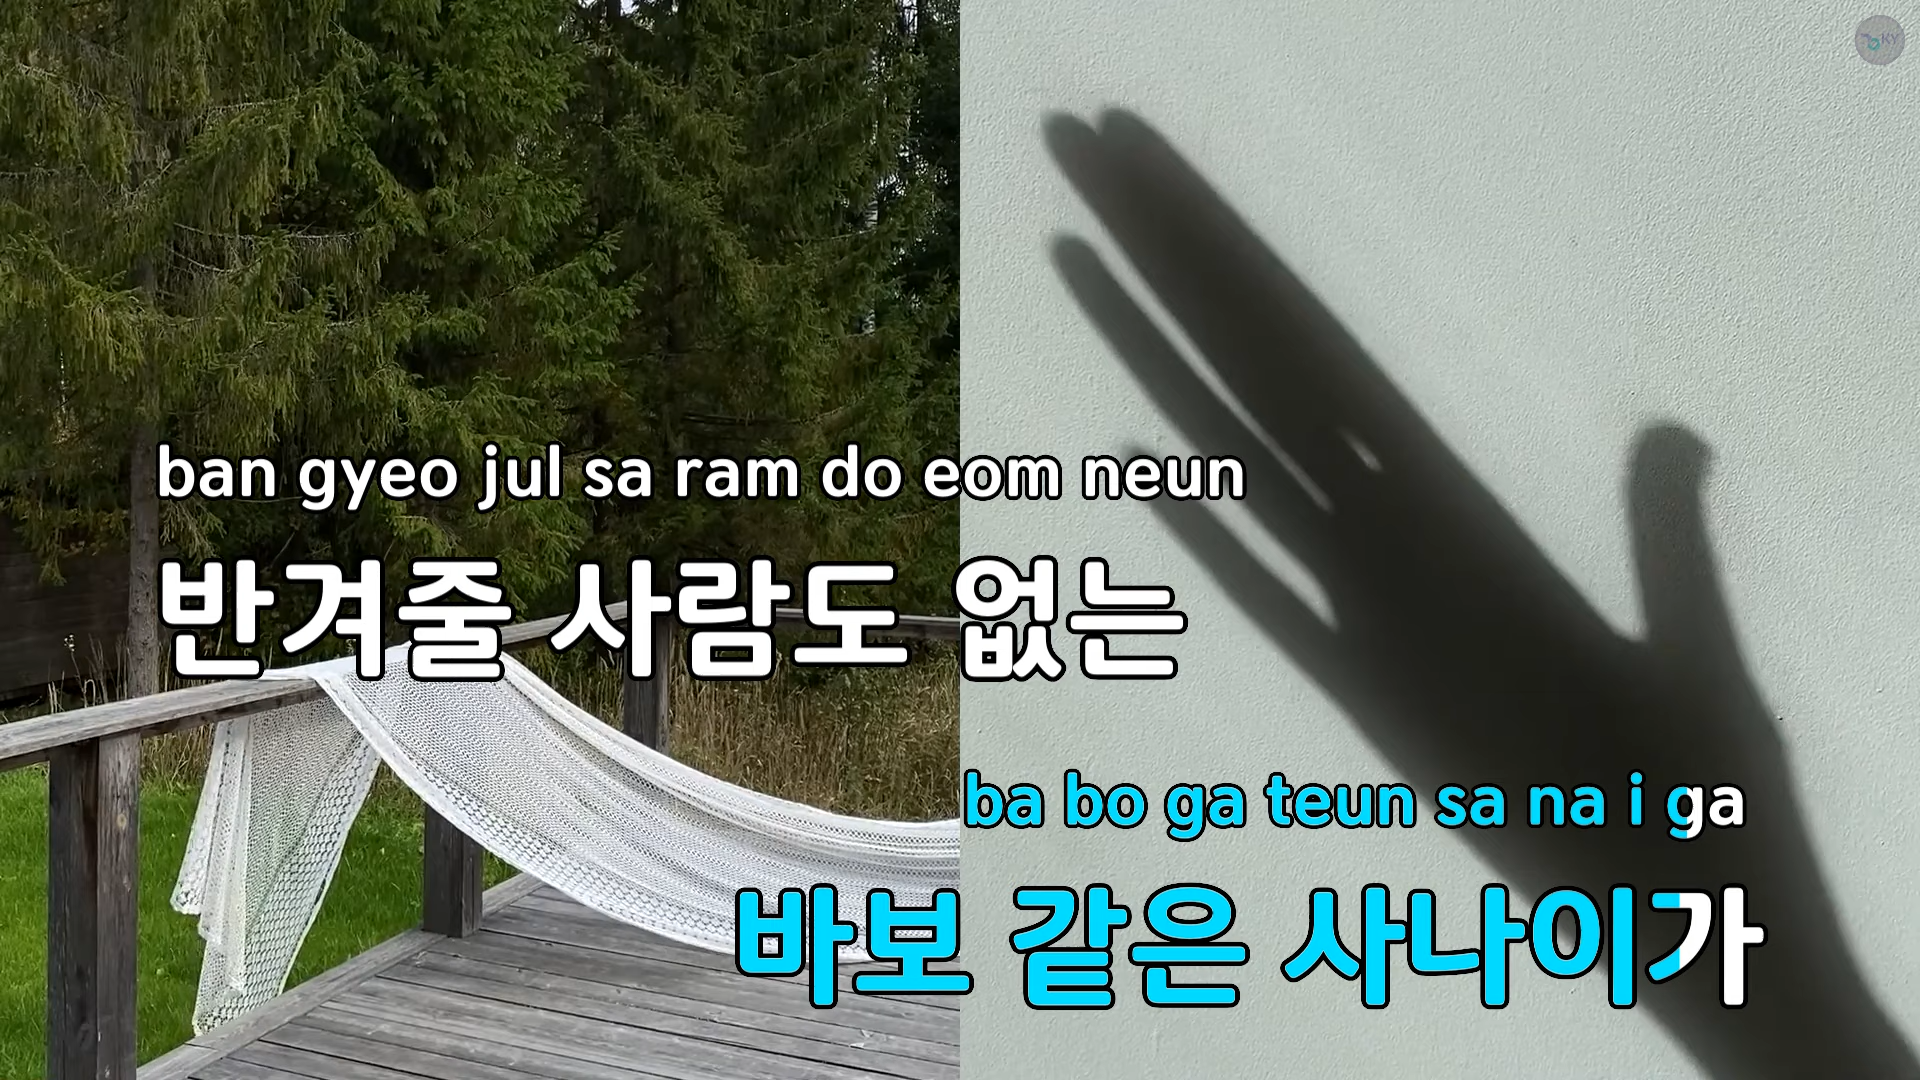 ban gyeo jul sa ram do eom neun
반겨줄 사람도 없는
ba bo ga teun sa na i ga
바보 같은 사나이가
KY